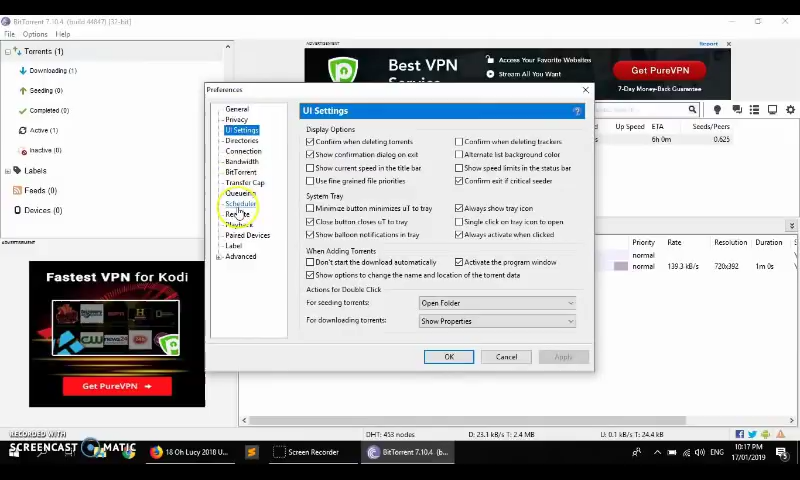 BitTorrent 7.10.4 (build 44847) [32-bit]
File Options Help
ADVERTISEMENT
Report
Torrents (1)
Downloading (1)
Seeding (0)
Completed (0)
Active (1)
Inactive (0)
Labels
Feeds (0)
Devices (0)
Best VPN
Service
Access Your Favorite Websites
Stream All You Want
Get PurePVPN
7-Day Money-Back Guarantee
Up Speed ETA Seeds/Peers
6h 0m 0.625
Preferences
General
Privacy
UI Settings
Directories
Connection
Bandwidth
BitTorrent
Transfer Cap
Queueing
Scheduler
Remote
Playback
Paired Devices
Label
Advanced
UI Settings
Display Options
Confirm when deleting torrents
Confirm when deleting trackers
Show confirmation dialog on exit
Alternate list background color
Show current speed in the title bar
Show speed limits in the status bar
Use fine grained file priorities
Confirm exit if critical seeder
System Tray
Minimize button minimizes uT to tray
Always show tray icon
Close button closes uT to tray
Single click on tray icon to open
Show balloon notifications in tray
Always activate when clicked
When Adding Torrents
Don't start the download automatically
Activate the program window
Show options to change the name and location of the torrent data
Actions for Double Click
For seeding torrents:
Open Folder
For downloading torrents:
Show Properties
OK
Cancel
Apply
Priority Rate Resolution Duration
normal
normal 139.3 kB/s 720x392 1m 0s
Fastest VPN for Kodi
HISTORY
CNN
news24
Get PureVPN
DHT: 453 nodes
D: 23.1 kB/s T: 2.4 MB
U: 0.1 kB/s T: 24.4 kB
RECORDED WITH
SCREENCAST MATIC
18 Oh Lucy 2018 U...
Screen Recorder
BitTorrent 7.10.4 (b...
ENG
10:17 PM
17/01/2019
5